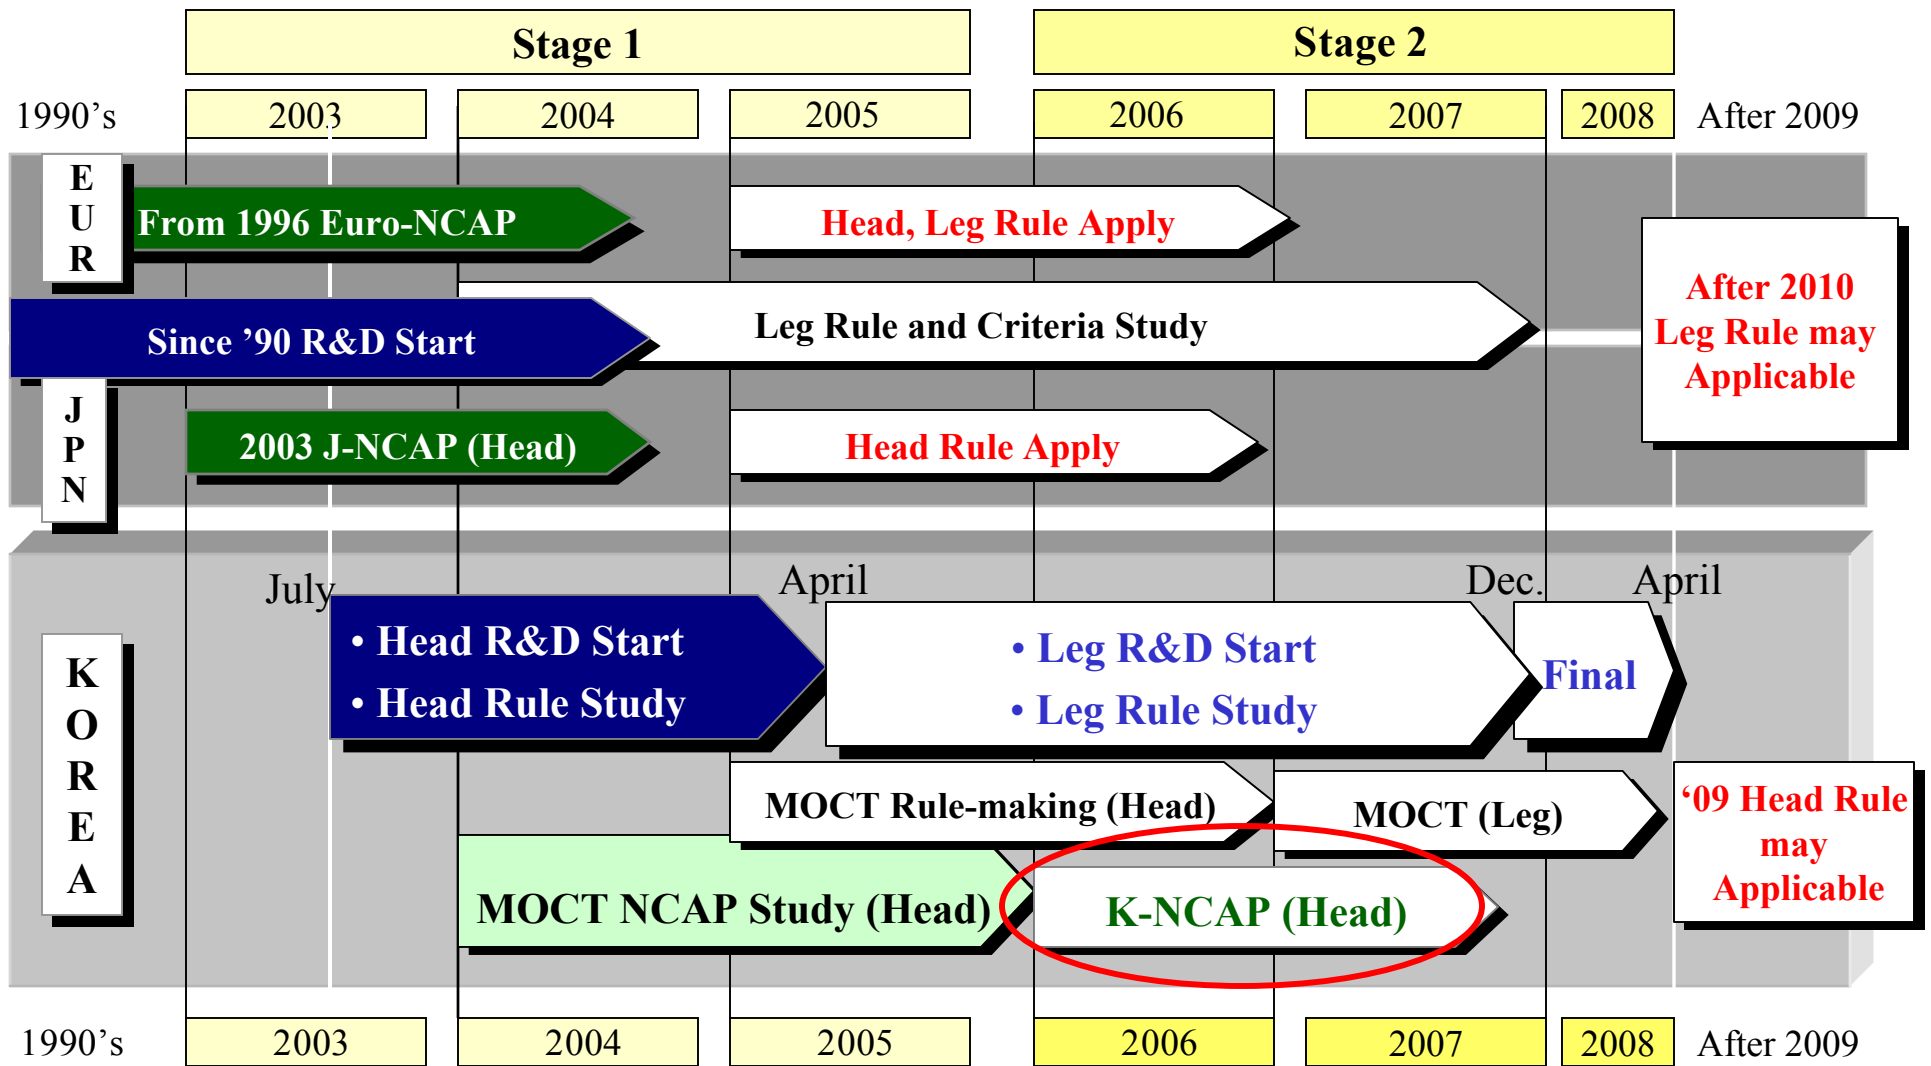 Stage 1
Stage 2
1990’s
2003
2004
2005
2006
2007
2008
After 2009
E
U
R
From 1996 Euro-NCAP
Head, Leg Rule Apply
Since ’90 R&D Start
Leg Rule and Criteria Study
After 2010
Leg Rule may
Applicable
J
P
N
2003 J-NCAP (Head)
Head Rule Apply
July
April
Dec.
April
K
O
R
E
A
• Head R&D Start
• Head Rule Study
• Leg R&D Start
• Leg Rule Study
Final
MOCT Rule-making (Head)
MOCT (Leg)
‘09 Head Rule
may
Applicable
MOCT NCAP Study (Head)
K-NCAP (Head)
1990’s
2003
2004
2005
2006
2007
2008
After 2009